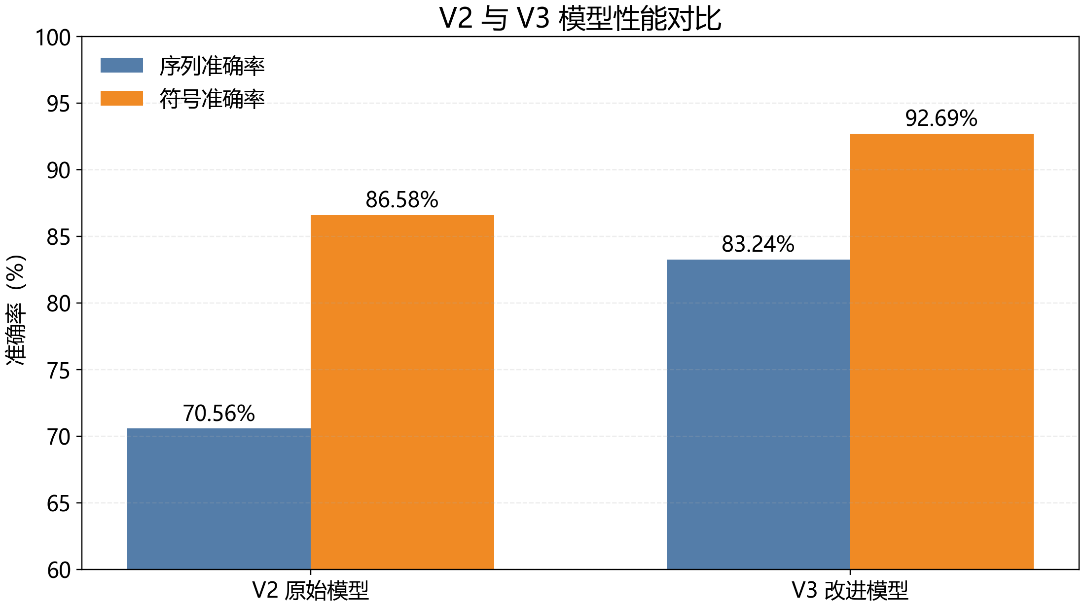 V2 与 V3 模型性能对比
序列准确率
符号准确率
准确率（%）
100
95
90
85
80
75
70
65
60
70.56%
86.58%
83.24%
92.69%
V2 原始模型
V3 改进模型